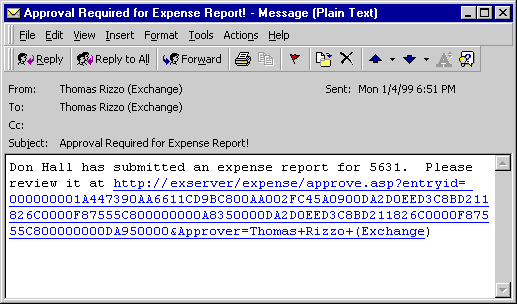 Approval Required for Expense Report! - Message (Plain Text)
File Edit View Insert Format Tools Actions Help
Reply Reply to All Forward
From: Thomas Rizzo (Exchange) Sent: Mon 1/4/99 6:51 PM
To: Thomas Rizzo (Exchange)
Cc:
Subject: Approval Required for Expense Report!
Don Hall has submitted an expense report for 5631. Please
review it at http://exserver/expense/approve.asp?entryid=
000000001A447390AA6611CD9BC800AA002FC45A0900DA2D0EED3C8BD211
826C0000F87555C800000000A8350000DA2D0EED3C8BD211826C0000F875
55C800000000DA950000&Approver=Thomas+Rizzo+(Exchange)